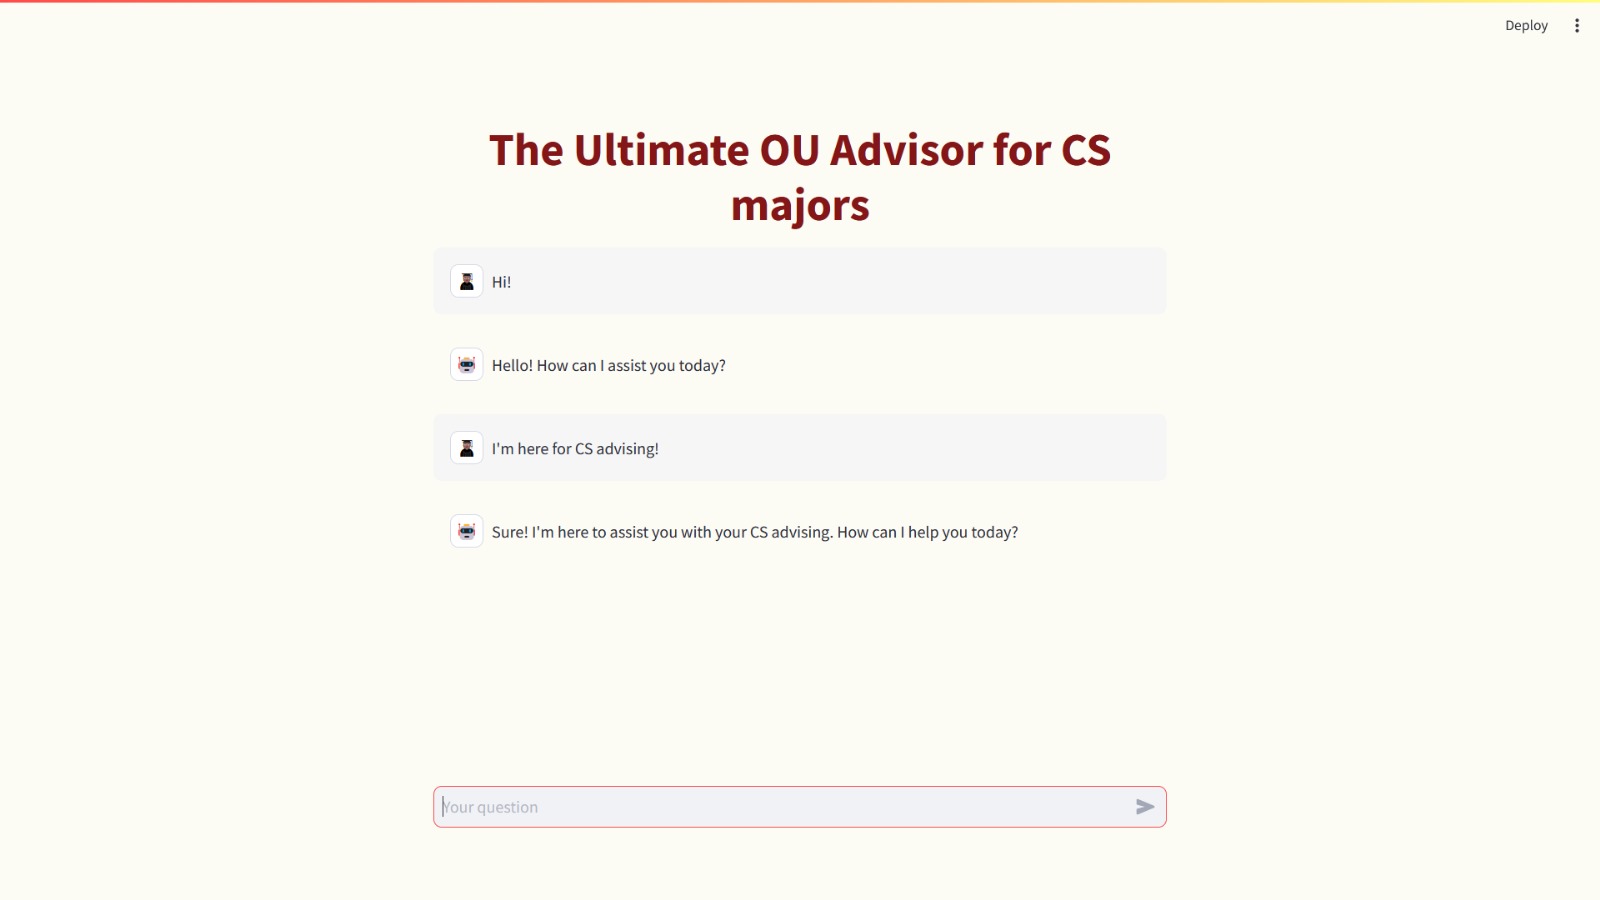 Deploy
The Ultimate OU Advisor for CS
majors
Hi!
Hello! How can I assist you today?
I'm here for CS advising!
Sure! I'm here to assist you with your CS advising. How can I help you today?
Your question